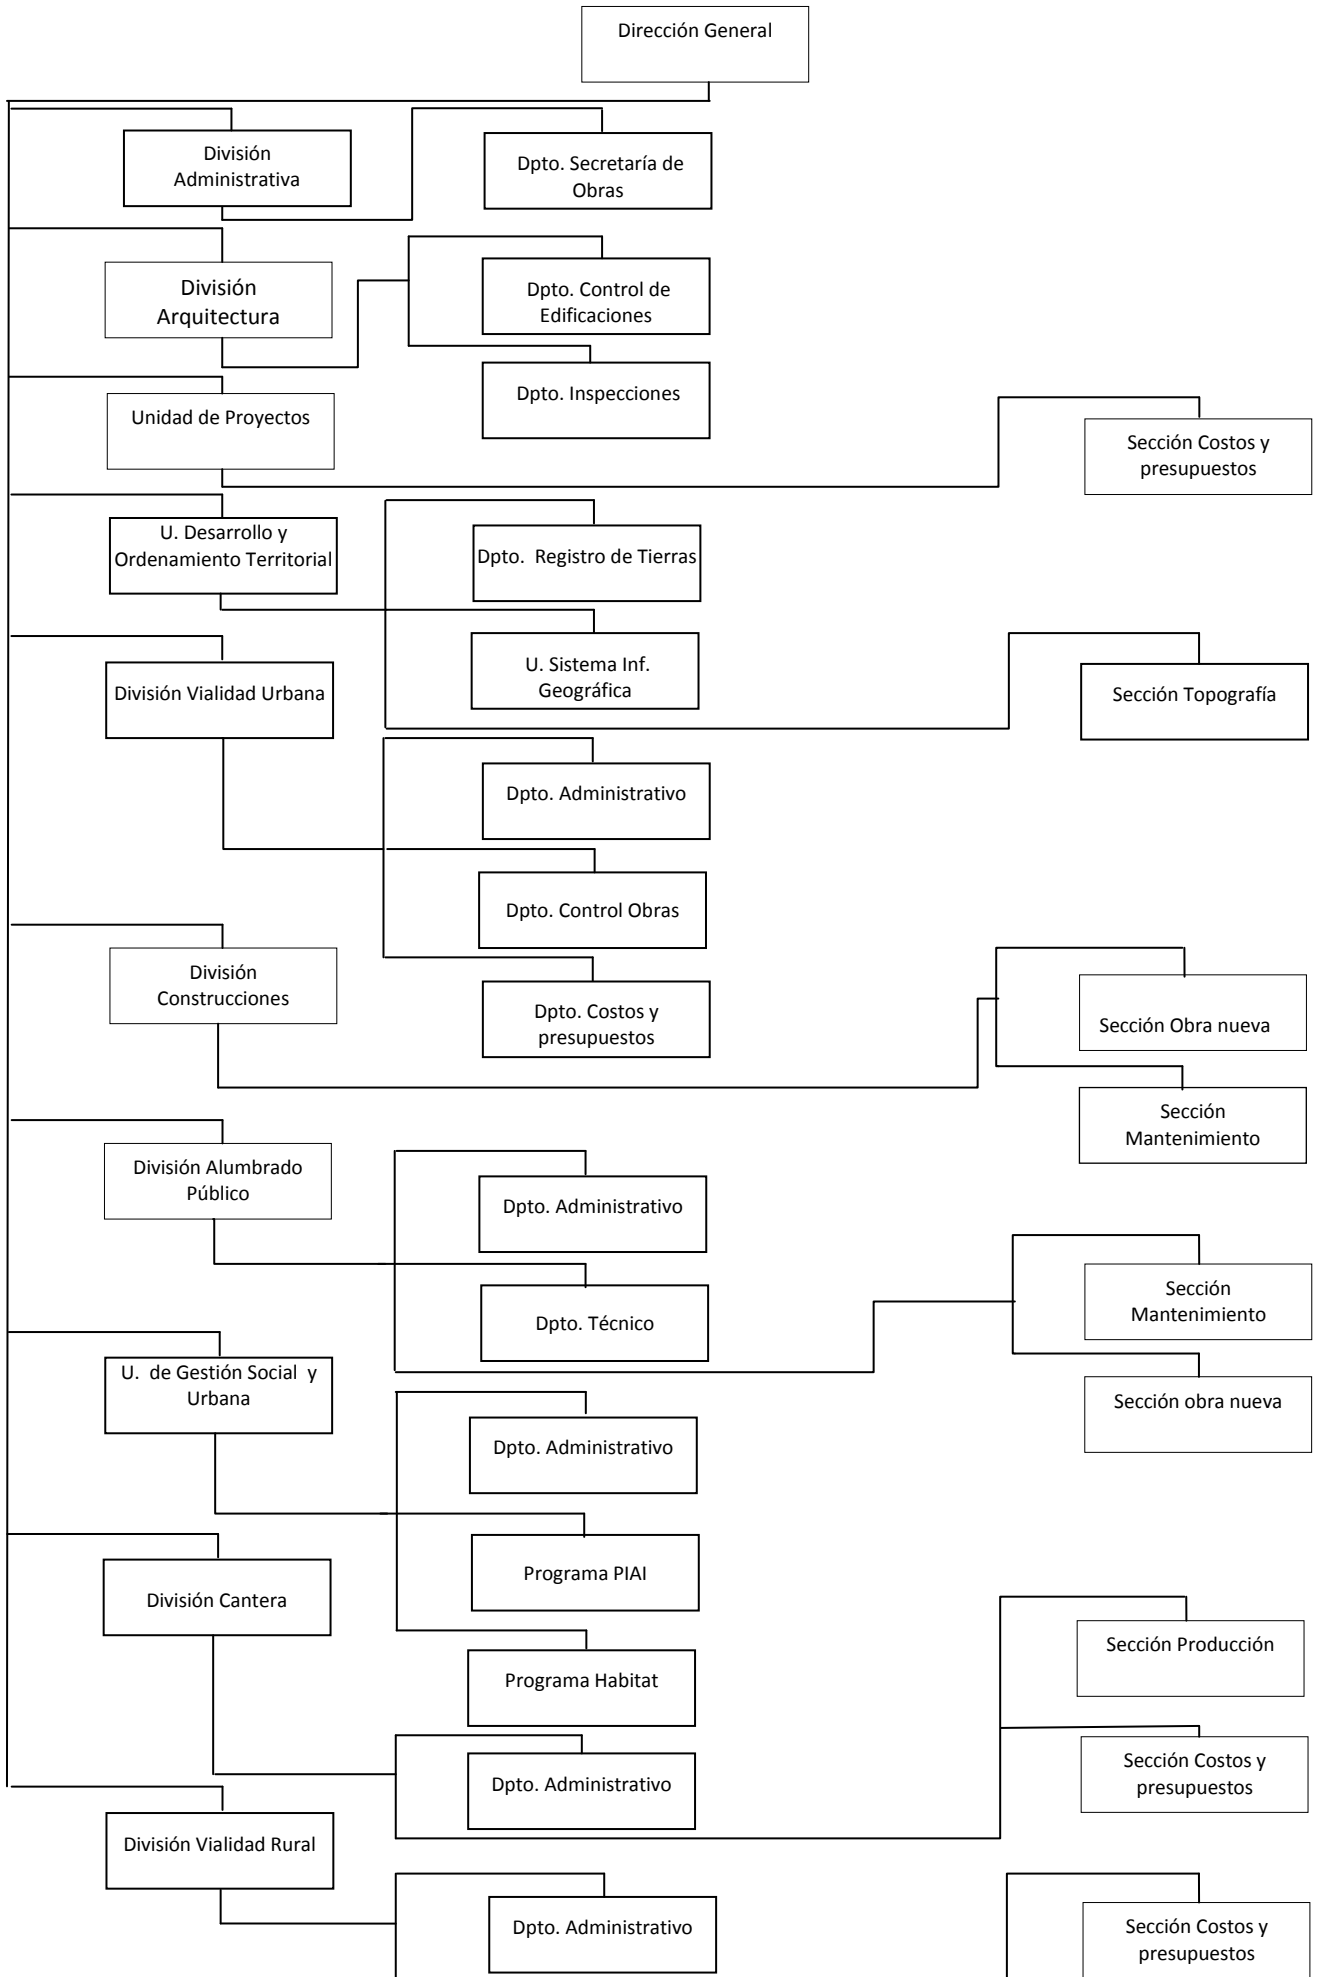 Dirección General
División
Administrativa
Dpto. Secretaría de
Obras
División
Arquitectura
Dpto. Control de
Edificaciones
Dpto. Inspecciones
Unidad de Proyectos
Sección Costos y
presupuestos
U. Desarrollo y
Ordenamiento Territorial
Dpto. Registro de Tierras
U. Sistema Inf.
Geográfica
Sección Topografía
División Vialidad Urbana
Dpto. Administrativo
Dpto. Control Obras
Dpto. Costos y
presupuestos
División
Construcciones
Sección Obra nueva
Sección
Mantenimiento
División Alumbrado
Público
Dpto. Administrativo
Dpto. Técnico
Sección
Mantenimiento
Sección obra nueva
U. de Gestión Social y
Urbana
Dpto. Administrativo
Programa PIAI
Programa Habitat
División Cantera
Dpto. Administrativo
Sección Producción
Sección Costos y
presupuestos
División Vialidad Rural
Dpto. Administrativo
Sección Costos y
presupuestos